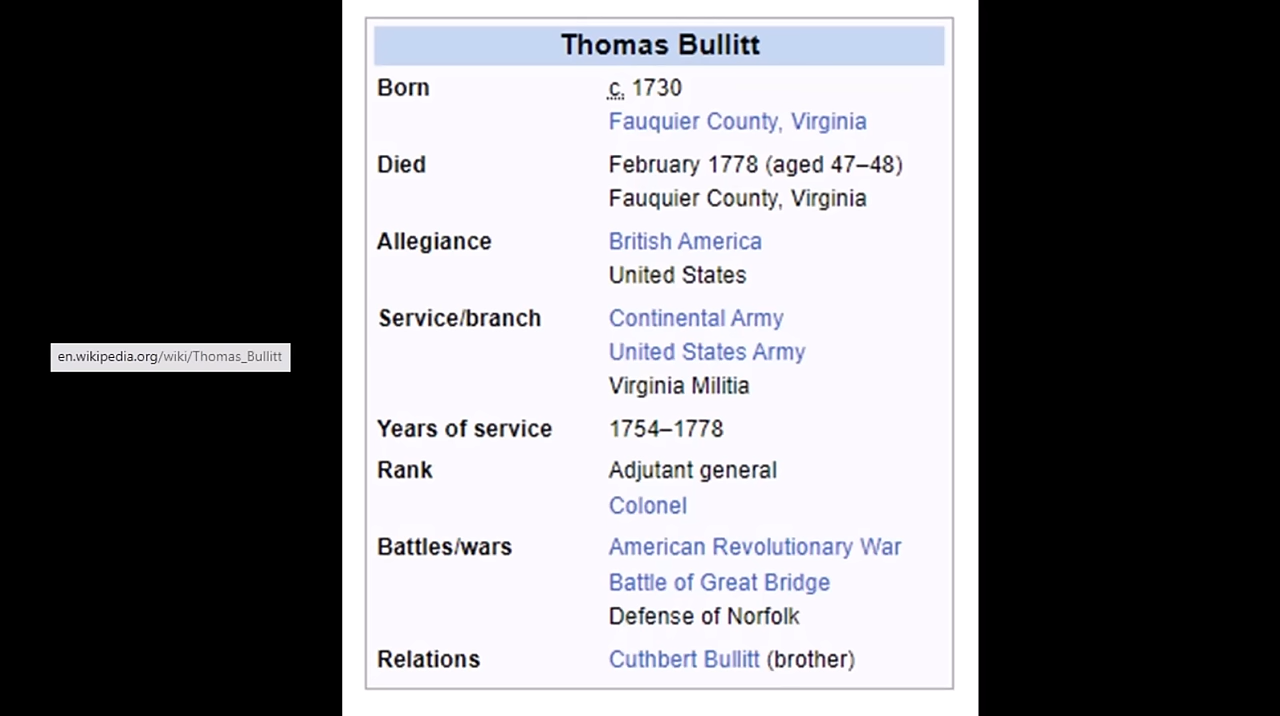 Thomas Bullitt
Born c. 1730
Fauquier County, Virginia
Died February 1778 (aged 47–48)
Fauquier County, Virginia
Allegiance British America
United States
Service/branch Continental Army
United States Army
Virginia Militia
Years of service 1754–1778
Rank Adjutant general
Colonel
Battles/wars American Revolutionary War
Battle of Great Bridge
Defense of Norfolk
Relations Cuthbert Bullitt (brother)
en.wikipedia.org/wiki/Thomas_Bullitt